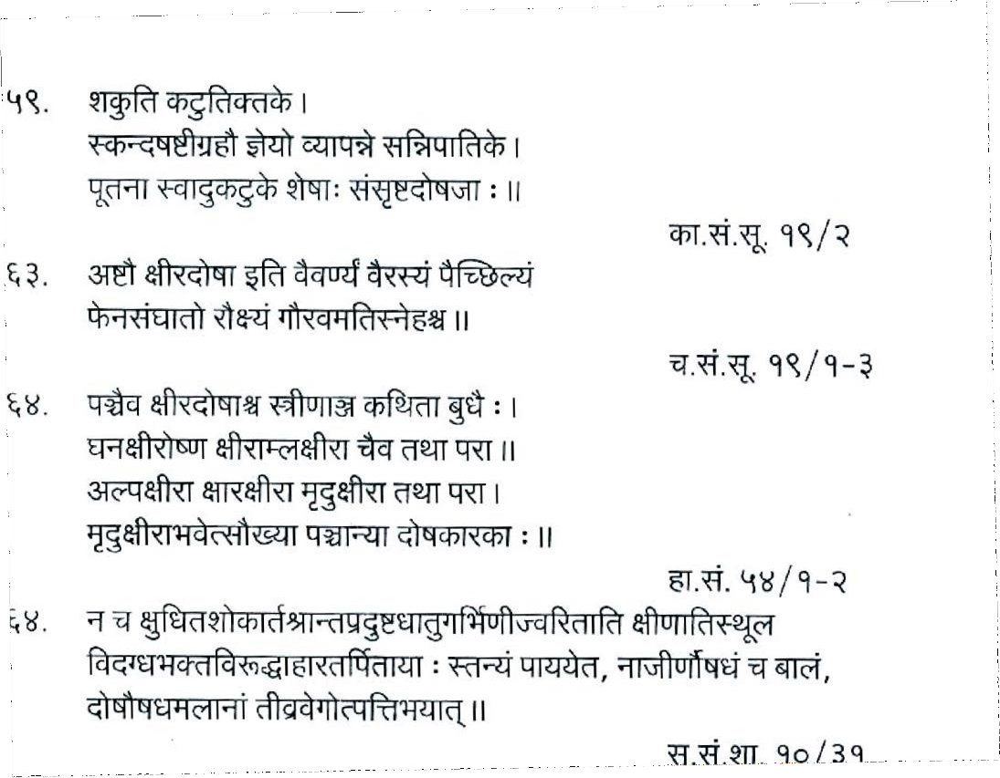 ५९. शकुति कटुतिक्तके ।
स्कन्दषष्टीग्रहौ ज्ञेयो व्यापन्ने सन्निपातिके ।
पूतना स्वादुकटुके शेषाः संसृष्टदोषजा : ॥
का.सं.सू. १९/२
६३. अष्टौ क्षीरदोषा इति वैवर्ण्यं वैरस्यं पैच्छिल्यं
फेनसंघातो रौक्ष्यं गौरवमतिस्नेहश्च ॥
च.सं.सू. १९/१-३
६४. पञ्चैव क्षीरदोषाश्च स्त्रीणाञ्ज कथिता बुधै : ।
घनक्षीरोष्ण क्षीराम्लक्षीरा चैव तथा परा ॥
अल्पक्षीरा क्षारक्षीरा मृदुक्षीरा तथा परा ।
मृदुक्षीराभवेत्सौख्या पञ्चान्या दोषकारका : ॥
हा.सं. ५४/१-२
६४. न च क्षुधितशोकार्तश्रान्तप्रदुष्टधातुगर्भिणीज्वरिताति क्षीणातिस्थूल
विदग्धभक्तविरूद्धाहारतर्पिताया : स्तन्यं पाययेत, नाजीर्णौषधं च बालं,
दोषौषधमलानां तीव्रवेगोत्पत्तिभयात् ॥
स.सं.शा. १०/३१